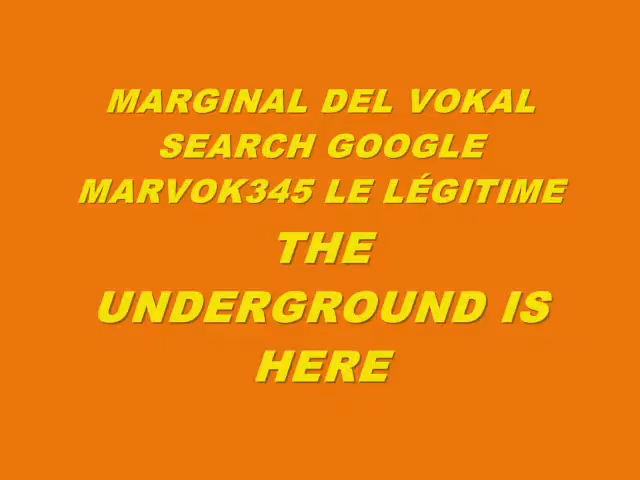 MARGINAL DEL VOKAL
SEARCH GOOGLE
MARVOK345 LE LÉGITIME
THE
UNDERGROUND IS
HERE